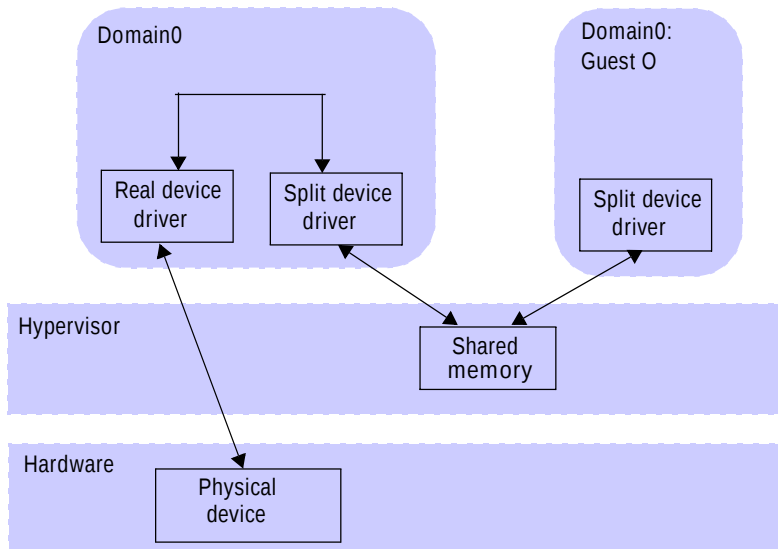 Domain0
Domain0:
Guest O
Real device
driver
Split device
driver
Split device
driver
Hypervisor
Shared
memory
Hardware
Physical
device